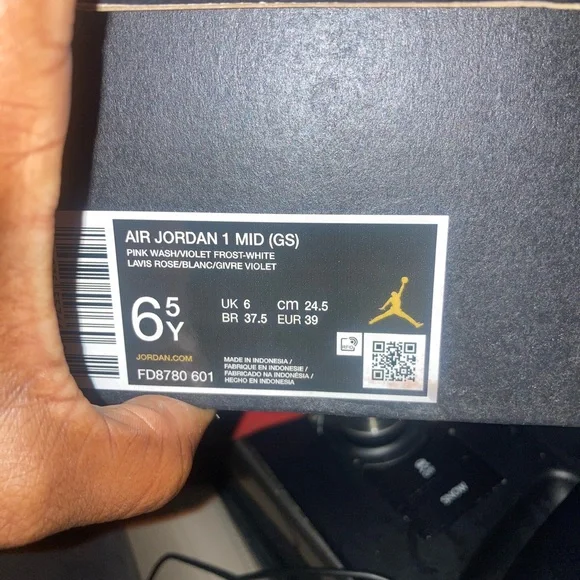 AIR JORDAN 1 MID (GS)
PINK WASH/VIOLET FROST-WHITE
LAVIS ROSE/BLANC/GIVRE VIOLET
6 5 Y
UK 6 cm 24.5
BR 37.5 EUR 39
JORDAN.COM
FD8780 601
MADE IN INDONESIA /
FABRIQUE EN INDONESIE /
FABRICADO NA INDONÉSIA /
HECHO EN INDONESIA